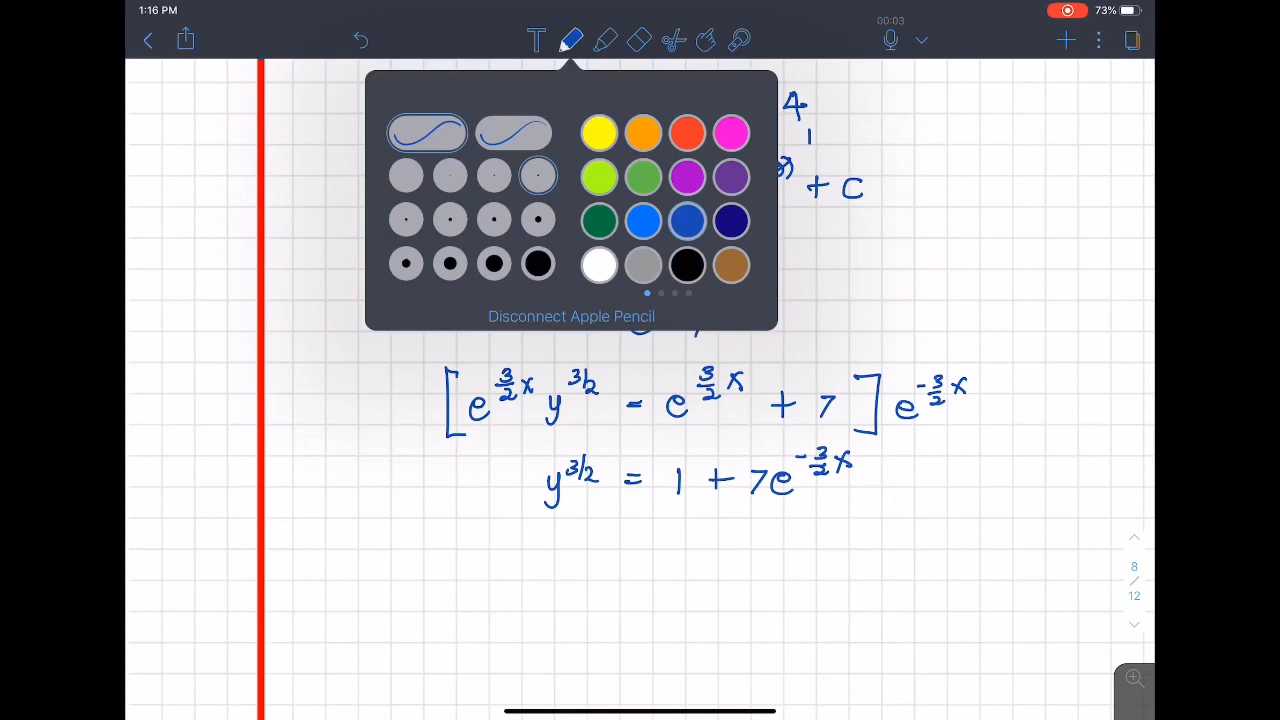 1:16 PM
73%
00:03
T
4
1
+ C
Disconnect Apple Pencil
[e^{3/2 x} y^{3/2} = e^{3/2 x} + 7] e^{-3/2 x}
y^{3/2} = 1 + 7e^{-3/2 x}
8
/
12